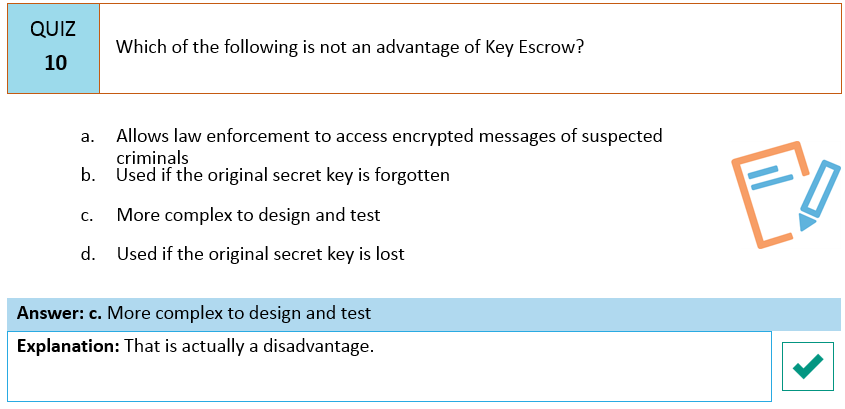 QUIZ
10
Which of the following is not an advantage of Key Escrow?
a. Allows law enforcement to access encrypted messages of suspected
criminals
b. Used if the original secret key is forgotten
c. More complex to design and test
d. Used if the original secret key is lost
Answer: c. More complex to design and test
Explanation: That is actually a disadvantage.